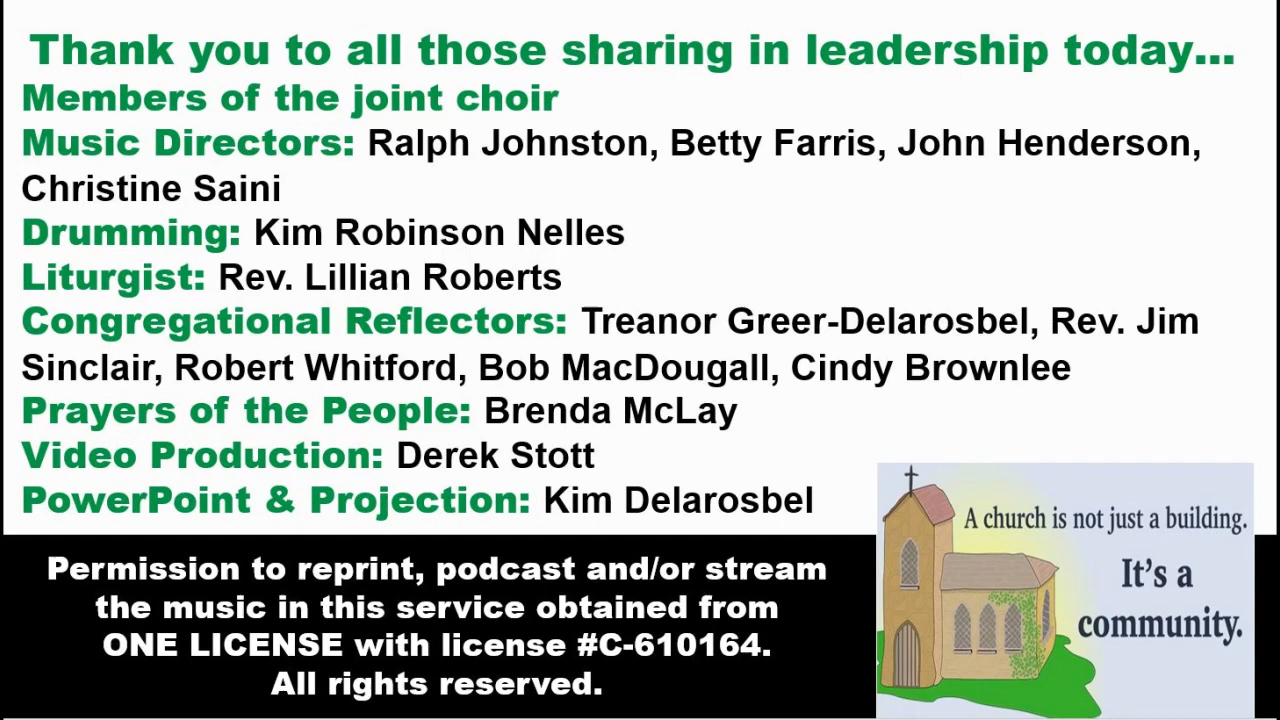 Thank you to all those sharing in leadership today...
Members of the joint choir
Music Directors: Ralph Johnston, Betty Farris, John Henderson,
Christine Saini
Drumming: Kim Robinson Nelles
Liturgist: Rev. Lillian Roberts
Congregational Reflectors: Treanor Greer-Delarosbel, Rev. Jim
Sinclair, Robert Whitford, Bob MacDougall, Cindy Brownlee
Prayers of the People: Brenda McLay
Video Production: Derek Stott
PowerPoint & Projection: Kim Delarosbel
Permission to reprint, podcast and/or stream
the music in this service obtained from
ONE LICENSE with license #C-610164.
All rights reserved.
A church is not just a building.
It's a
community.